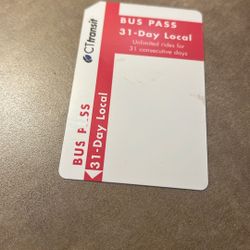 BUS PASS
31-Day Local
Unlimited rides for
31 consecutive days
CTtransit
BUS PASS
31-Day Local